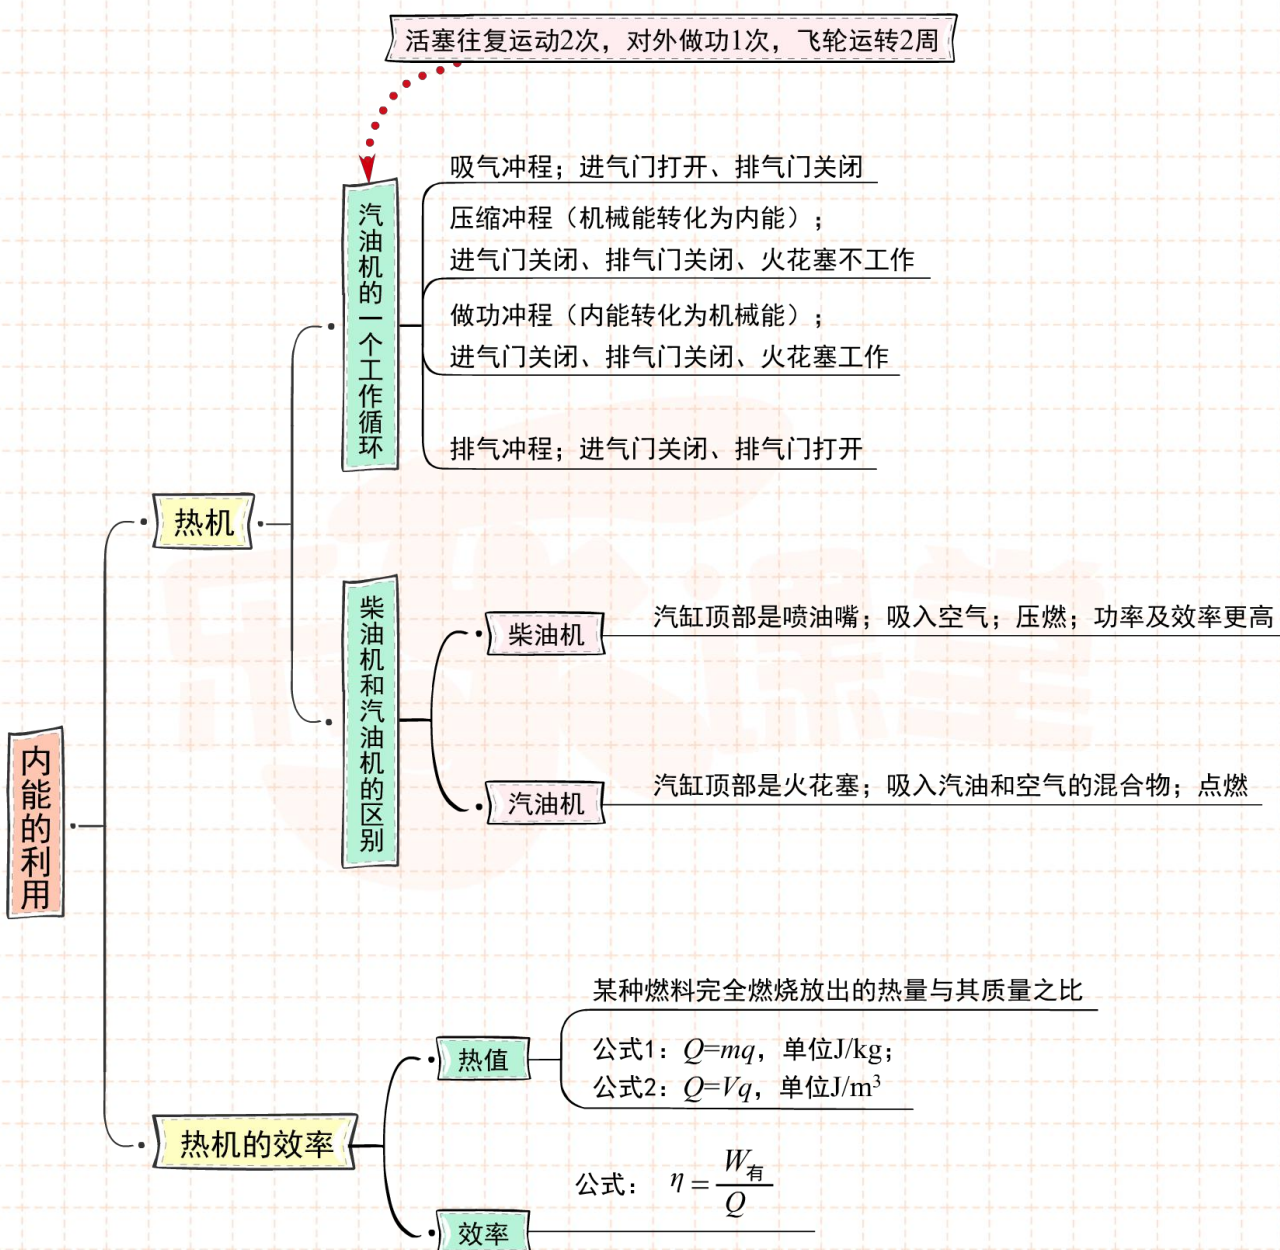 活塞往复运动2次，对外做功1次，飞轮运转2周
吸气冲程；进气门打开、排气门关闭
压缩冲程（机械能转化为内能）；
进气门关闭、排气门关闭、火花塞不工作
汽油机的一个工作循环
做功冲程（内能转化为机械能）；
进气门关闭、排气门关闭、火花塞工作
排气冲程；进气门关闭、排气门打开
热机
柴油机和汽油机的区别
柴油机
汽缸顶部是喷油嘴；吸入空气；压燃；功率及效率更高
汽油机
汽缸顶部是火花塞；吸入汽油和空气的混合物；点燃
内能的利用
某种燃料完全燃烧放出的热量与其质量之比
热值
公式1：Q=mq，单位J/kg；
公式2：Q=Vq，单位J/m³
热机的效率
公式： η = W有/Q
效率
乐课堂